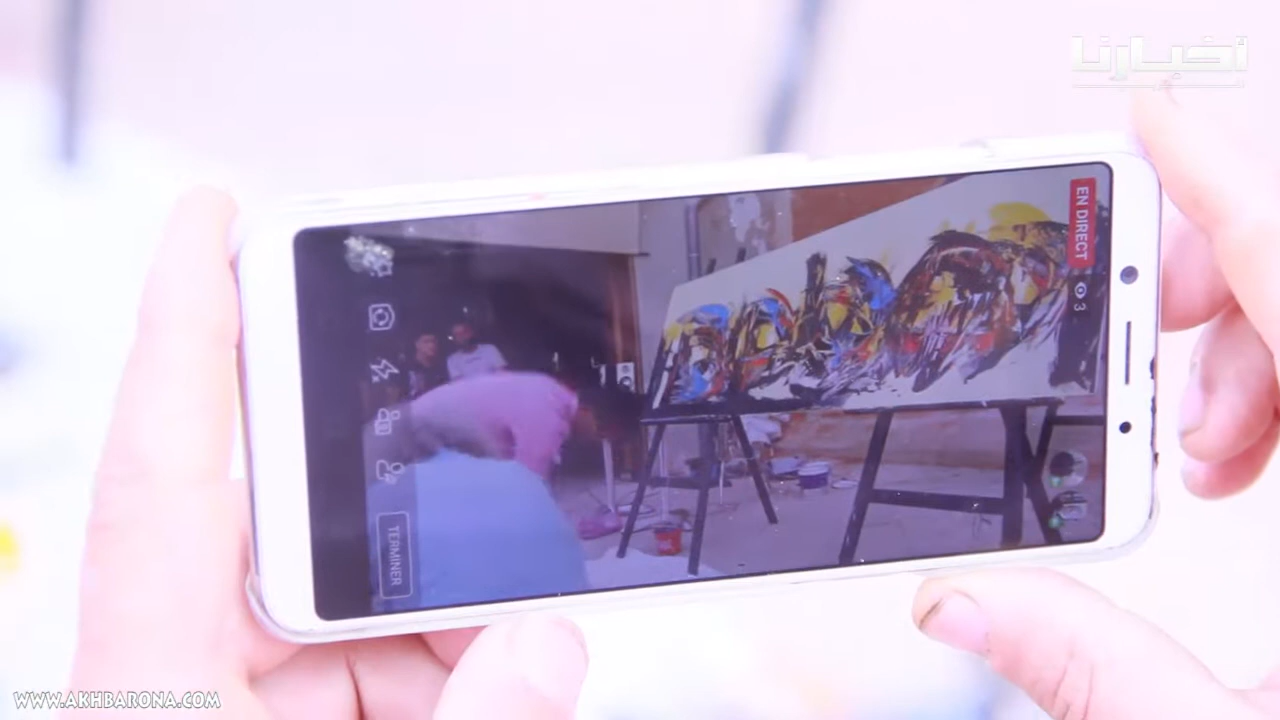 أخبارنا
EN DIRECT
3
TERMINER
WWW.AKHBARONA.COM